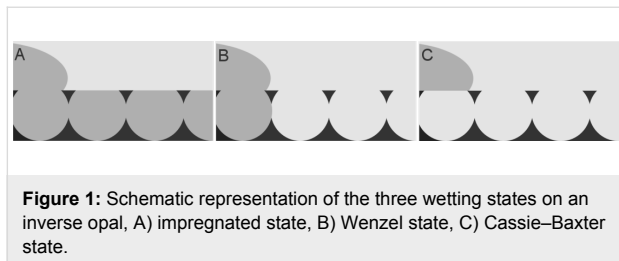 A
B
C
Figure 1: Schematic representation of the three wetting states on an
inverse opal, A) impregnated state, B) Wenzel state, C) Cassie–Baxter
state.